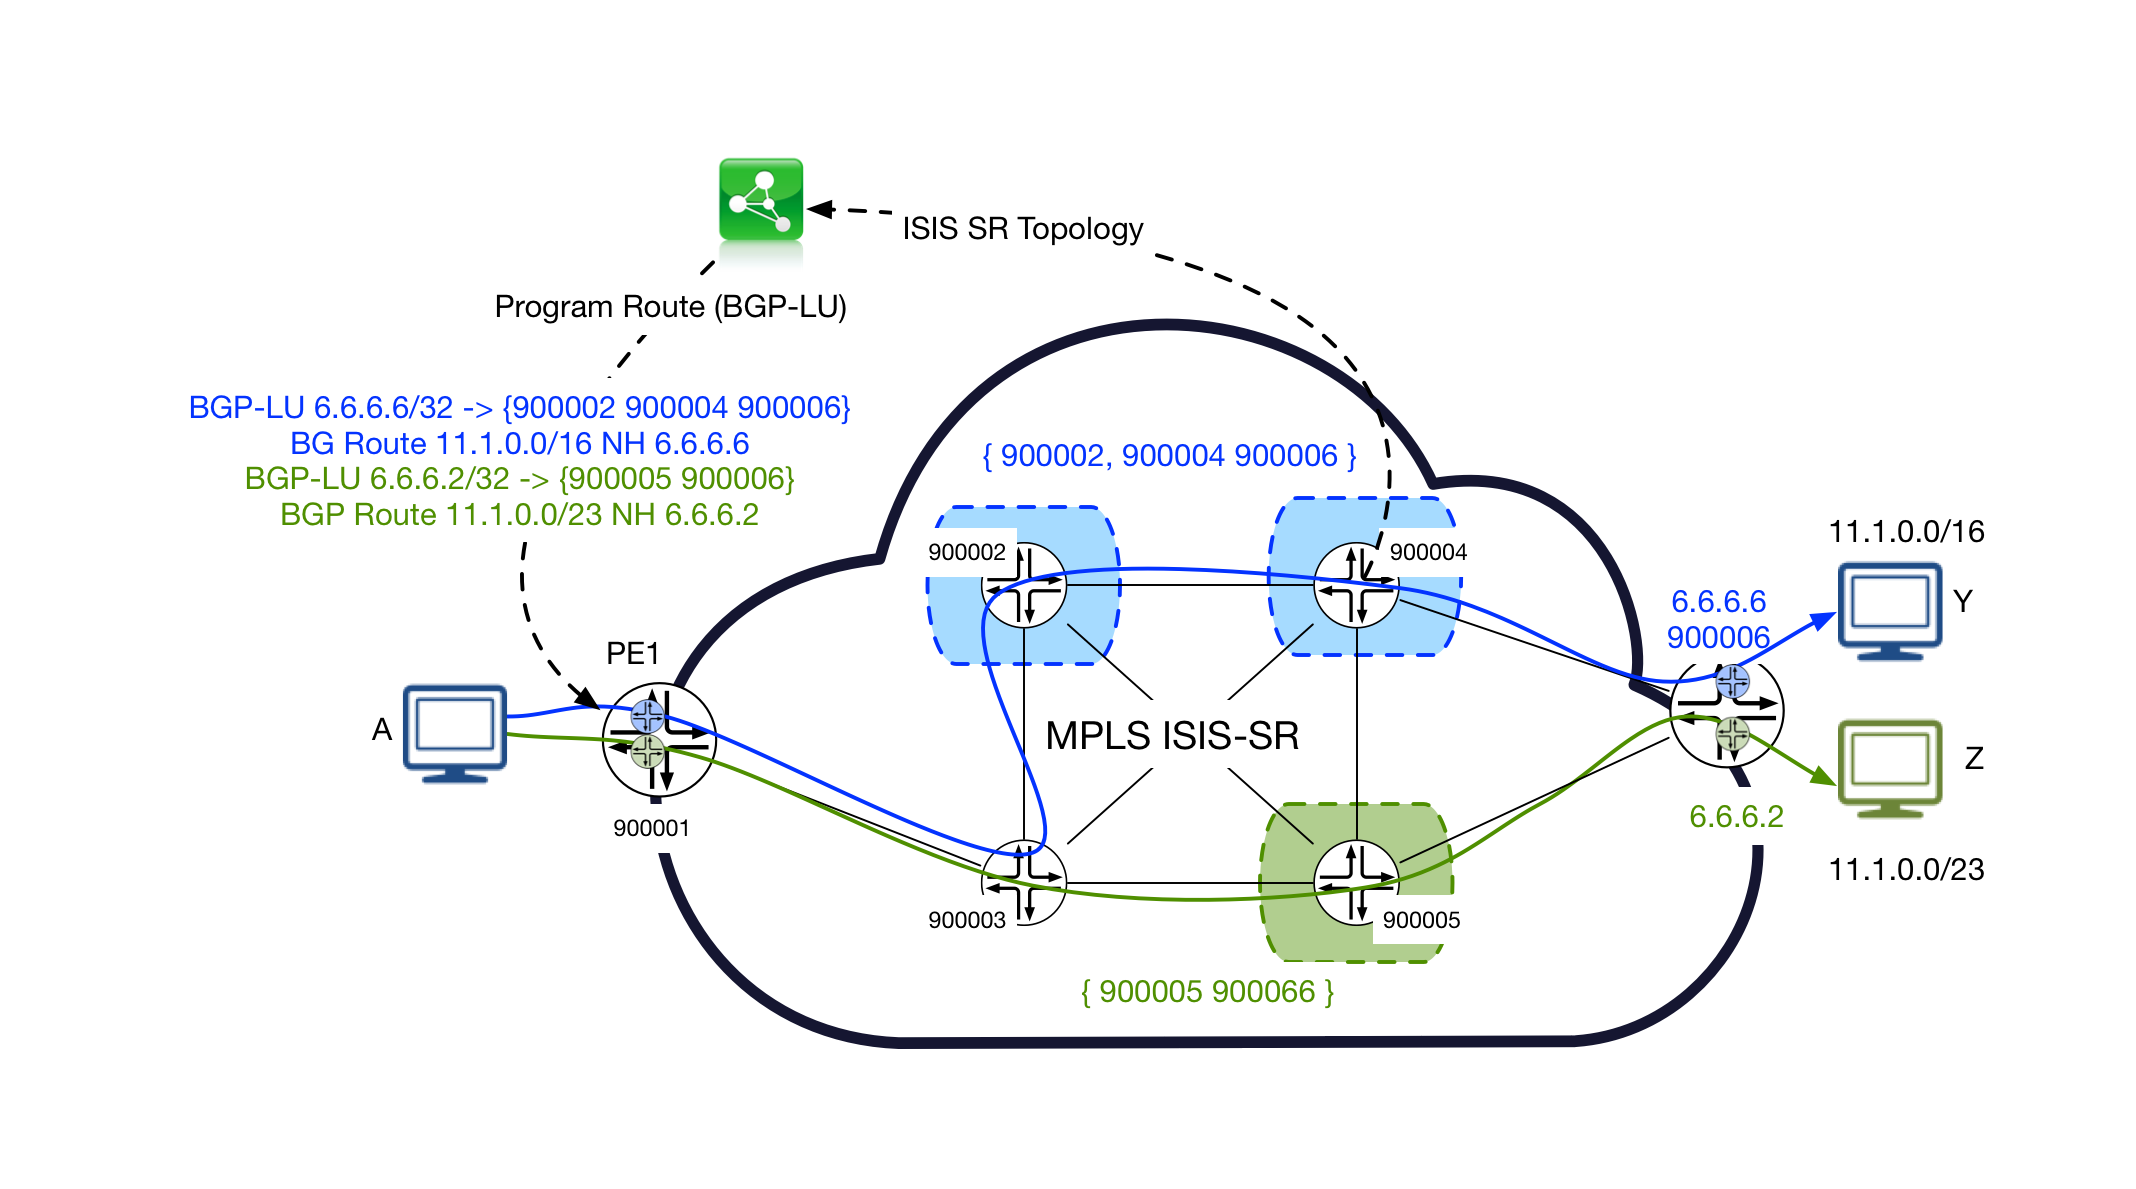 ISIS SR Topology
Program Route (BGP-LU)
BGP-LU 6.6.6.6/32 -> {900002 900004 900006}
BG Route 11.1.0.0/16 NH 6.6.6.6
BGP-LU 6.6.6.2/32 -> {900005 900006}
BGP Route 11.1.0.0/23 NH 6.6.6.2
{ 900002, 900004 900006 }
900002
900004
11.1.0.0/16
6.6.6.6
900006
Y
PE1
A
MPLS ISIS-SR
Z
900001
6.6.6.2
11.1.0.0/23
900003
900005
{ 900005 900066 }